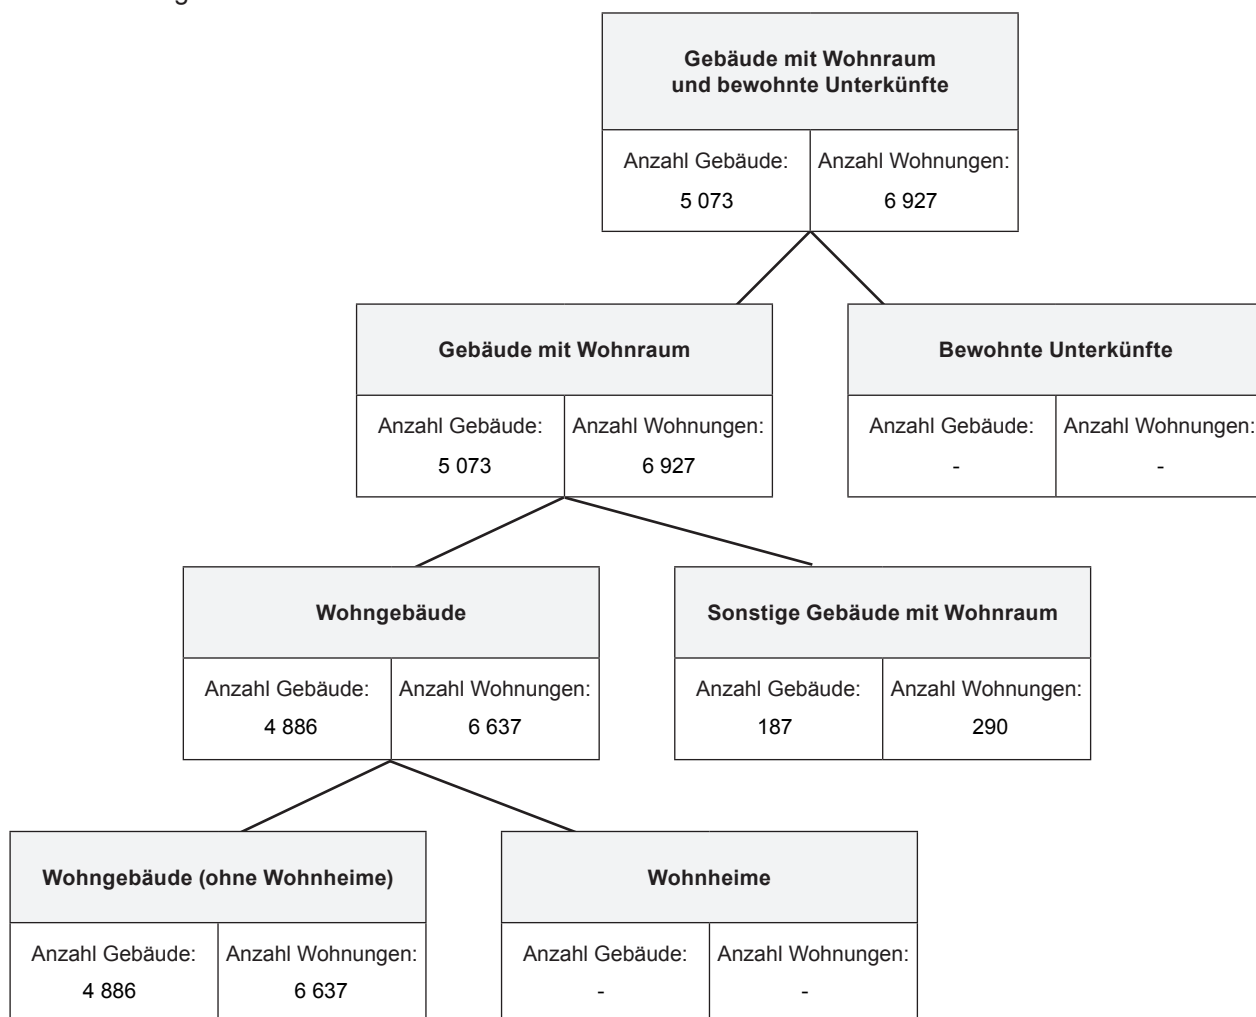 Gebäude mit Wohnraum
und bewohnte Unterkünfte
Anzahl Gebäude: Anzahl Wohnungen:
5 073 6 927
Gebäude mit Wohnraum
Anzahl Gebäude: Anzahl Wohnungen:
5 073 6 927
Bewohnte Unterkünfte
Anzahl Gebäude: Anzahl Wohnungen:
- -
Wohngebäude
Anzahl Gebäude: Anzahl Wohnungen:
4 886 6 637
Sonstige Gebäude mit Wohnraum
Anzahl Gebäude: Anzahl Wohnungen:
187 290
Wohngebäude (ohne Wohnheime)
Anzahl Gebäude: Anzahl Wohnungen:
4 886 6 637
Wohnheime
Anzahl Gebäude: Anzahl Wohnungen:
- -